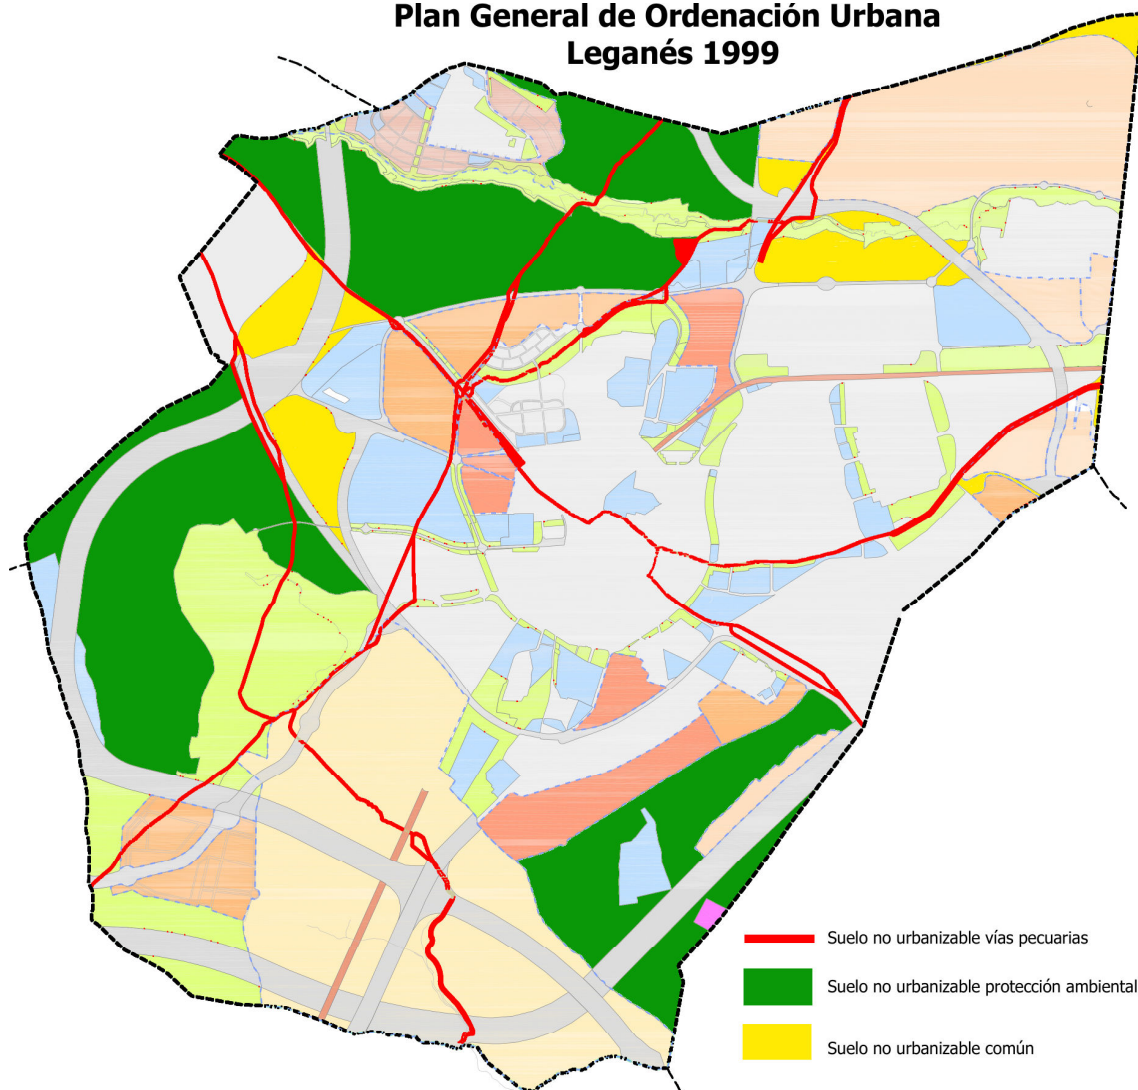 Plan General de Ordenación Urbana
Leganés 1999
Suelo no urbanizable vías pecuarias
Suelo no urbanizable protección ambiental
Suelo no urbanizable común